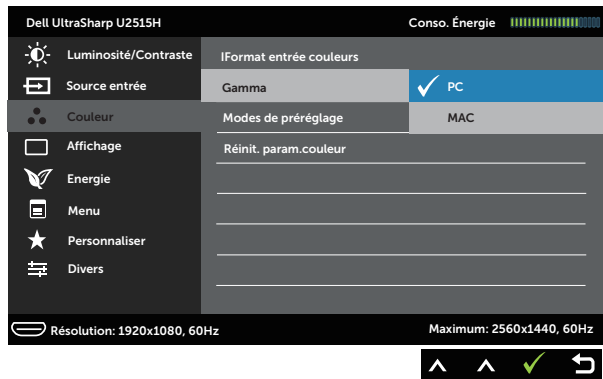 Dell UltraSharp U2515H
Conso. Énergie
Luminosité/Contraste
IFormat entrée couleurs
Source entrée
Gamma
PC
Couleur
Modes de préréglage
MAC
Affichage
Réinit. param.couleur
Energie
Menu
Personnaliser
Divers
Résolution: 1920x1080, 60Hz
Maximum: 2560x1440, 60Hz